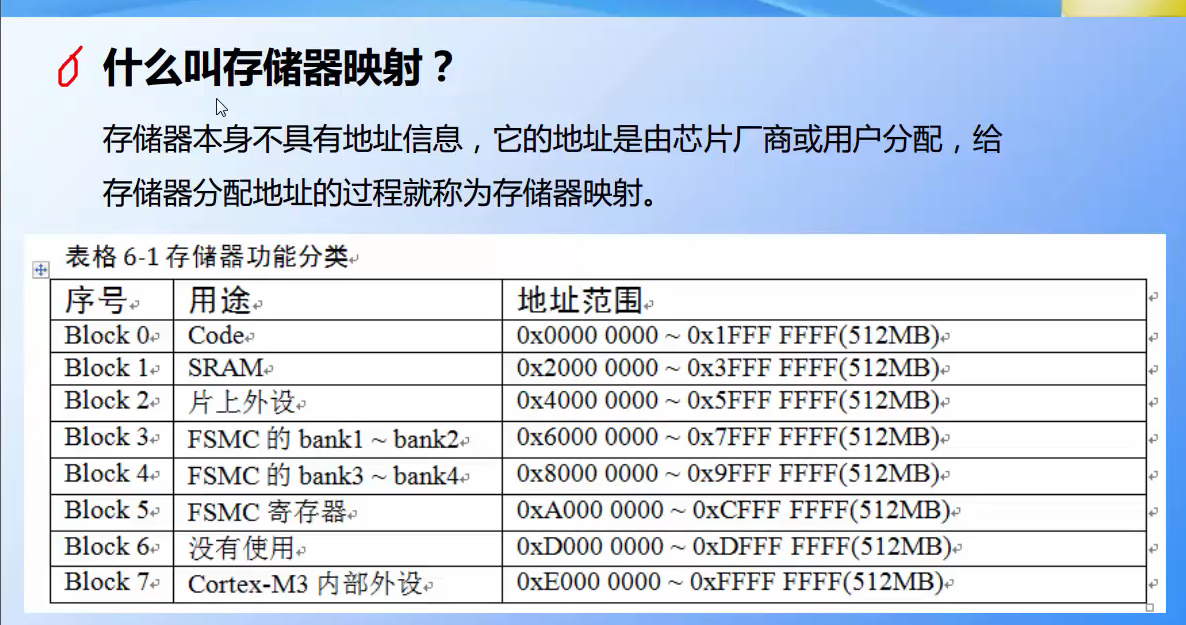 什么叫存储器映射？
存储器本身不具有地址信息，它的地址是由芯片厂商或用户分配，给
存储器分配地址的过程就称为存储器映射。
表格 6-1 存储器功能分类
序号 用途 地址范围
Block 0 Code 0x0000 0000 ~ 0x1FFF FFFF(512MB)
Block 1 SRAM 0x2000 0000 ~ 0x3FFF FFFF(512MB)
Block 2 片上外设 0x4000 0000 ~ 0x5FFF FFFF(512MB)
Block 3 FSMC 的 bank1 ~ bank2 0x6000 0000 ~ 0x7FFF FFFF(512MB)
Block 4 FSMC 的 bank3 ~ bank4 0x8000 0000 ~ 0x9FFF FFFF(512MB)
Block 5 FSMC 寄存器 0xA000 0000 ~ 0xCFFF FFFF(512MB)
Block 6 没有使用 0xD000 0000 ~ 0xDFFF FFFF(512MB)
Block 7 Cortex-M3 内部外设 0xE000 0000 ~ 0xFFFF FFFF(512MB)